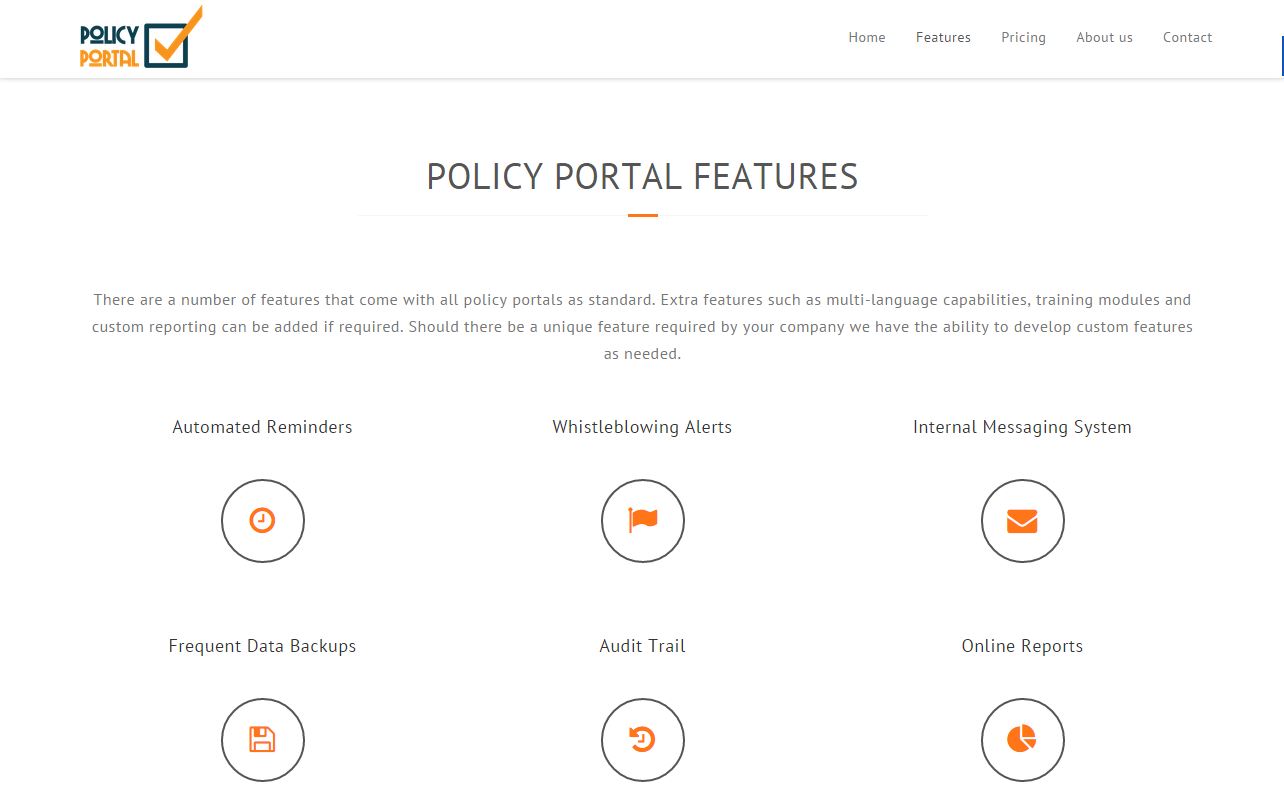 POLICY
PORTAL
Home Features Pricing About us Contact
POLICY PORTAL FEATURES
There are a number of features that come with all policy portals as standard. Extra features such as multi-language capabilities, training modules and
custom reporting can be added if required. Should there be a unique feature required by your company we have the ability to develop custom features
as needed.
Automated Reminders Whistleblowing Alerts Internal Messaging System
Frequent Data Backups Audit Trail Online Reports